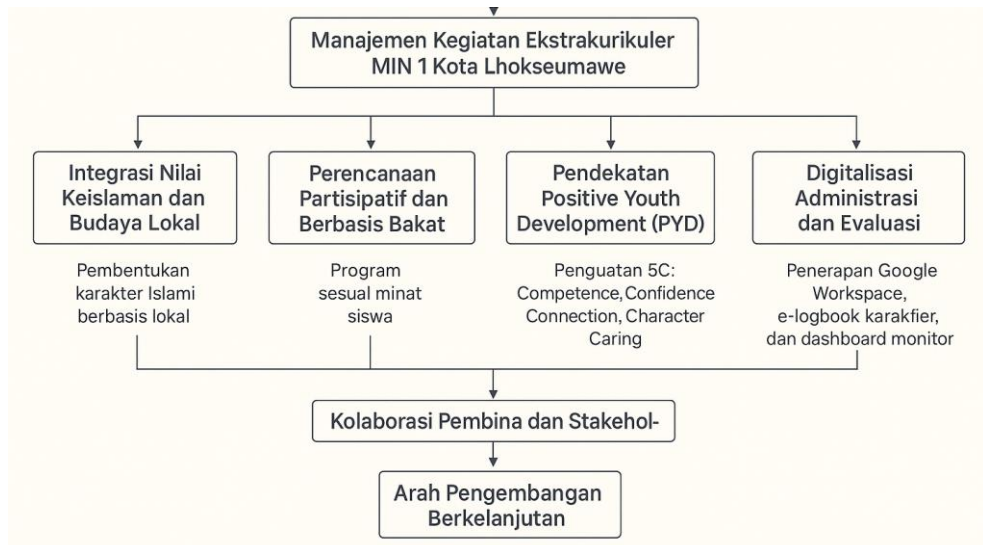 Manajemen Kegiatan Ekstrakurikuler
MIN 1 Kota Lhokseumawe
Integrasi Nilai
Keislaman dan
Budaya Lokal
Pembentukan
karakter Islami
berbasis lokal
Perencanaan
Partisipatif dan
Berbasis Bakat
Program
sesual minat
siswa
Pendekatan
Positive Youth
Development (PYD)
Penguatan 5C:
Competence, Confidence
Connection, Character
Caring
Digitalisasi
Administrasi
dan Evaluasi
Penerapan Google
Workspace,
e-logbook karakfier,
dan dashboard monitor
Kolaborasi Pembina dan Stakehol-
Arah Pengembangan
Berkelanjutan